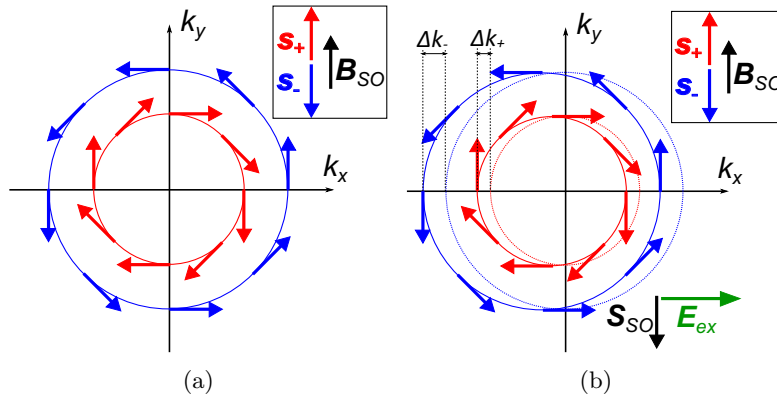 k_y
s_+
s_-
B_SO
k_x
(a)
Δk_-
Δk_+
k_y
s_+
s_-
B_SO
k_x
S_SO
E_ex
(b)